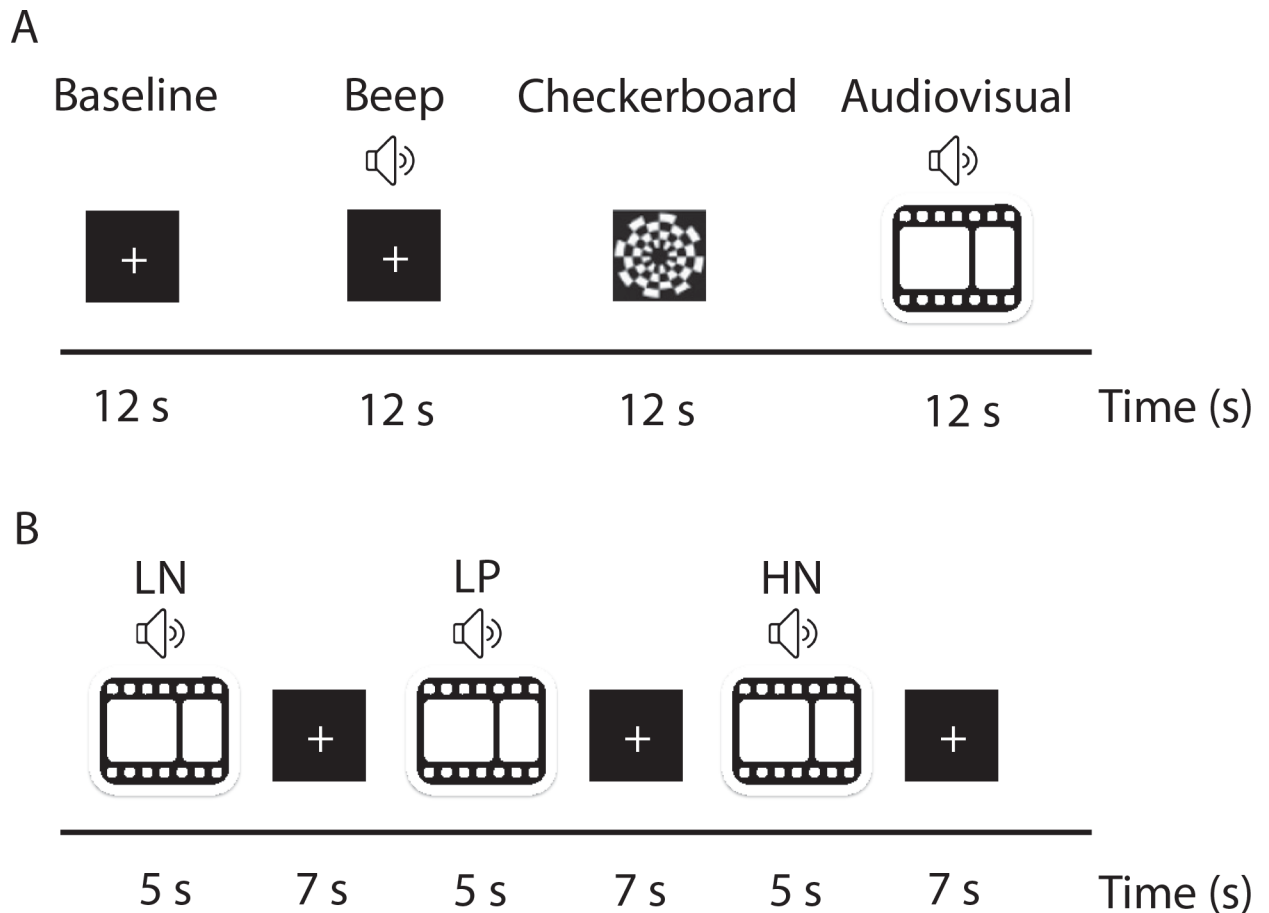 A
Baseline Beep Checkerboard Audiovisual
12 s 12 s 12 s 12 s Time (s)
B
LN LP HN
5 s 7 s 5 s 7 s 5 s 7 s Time (s)